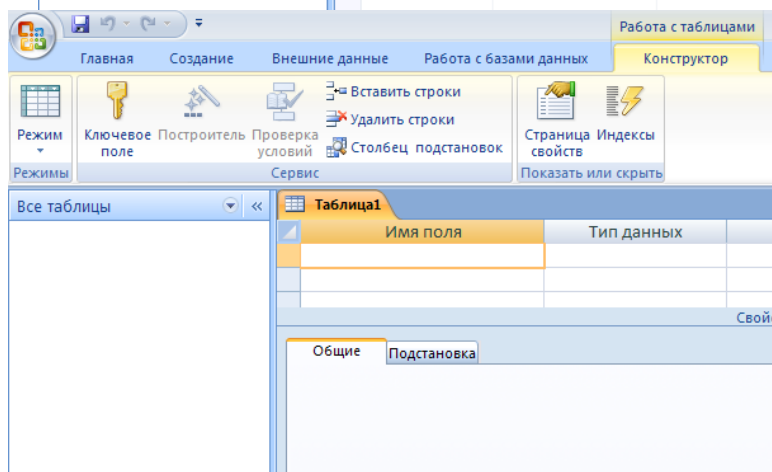 Работа с таблицами
Главная Создание Внешние данные Работа с базами данных Конструктор
Режим
Ключевое поле
Построитель
Проверка условий
Вставить строки
Удалить строки
Столбец подстановок
Страница свойств
Индексы
Режимы Сервис Показать или скрыть
Все таблицы
Таблица1
Имя поля Тип данных
Общие Подстановка